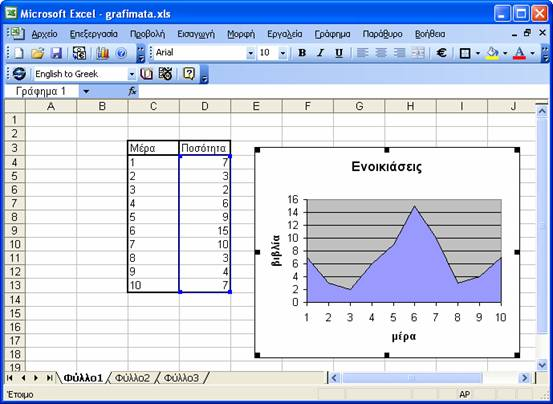 Microsoft Excel - grafimata.xls
Αρχείο Επεξεργασία Προβολή Εισαγωγή Μορφή Εργαλεία Γράφημα Παράθυρο Βοήθεια
Arial 10 B €
English to Greek
Γράφημα 1 fx
A B C D E F G H I J
1
2
3 Μέρα Ποσότητα
4 1 7
5 2 3
6 3 2
7 4 6
8 5 9
9 6 15
10 7 10
11 8 3
12 9 4
13 10 7
14
15
16
17
18
19
Ενοικιάσεις
βιβλία
16
14
12
10
8
6
4
2
0
1 2 3 4 5 6 7 8 9 10
μέρα
Φύλλο1 Φύλλο2 Φύλλο3
Έτοιμο AP